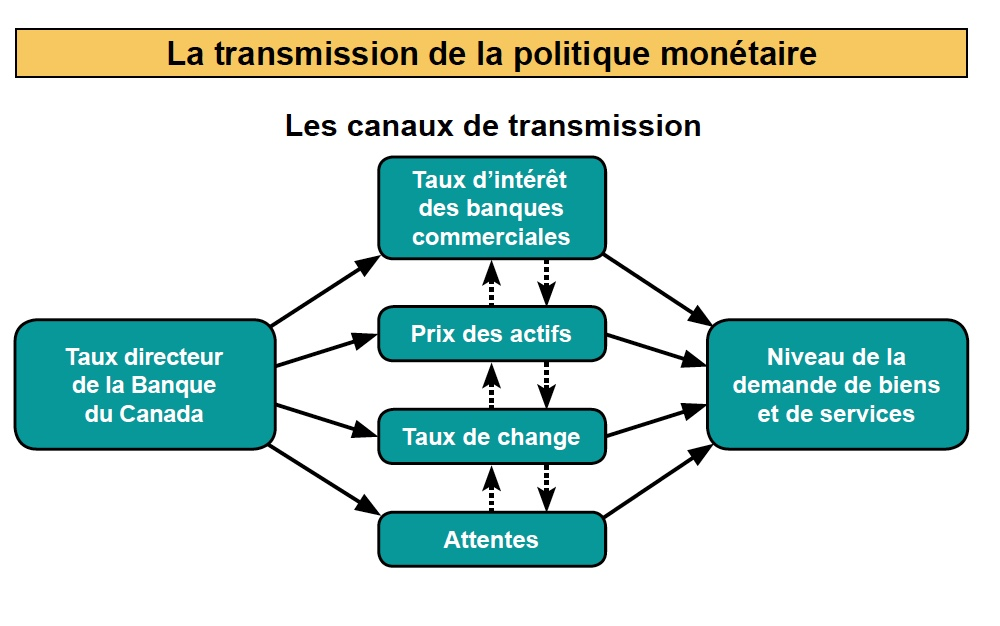 La transmission de la politique monétaire
Les canaux de transmission
Taux d’intérêt
des banques
commerciales
Taux directeur
de la Banque
du Canada
Prix des actifs
Taux de change
Attentes
Niveau de la
demande de biens
et de services